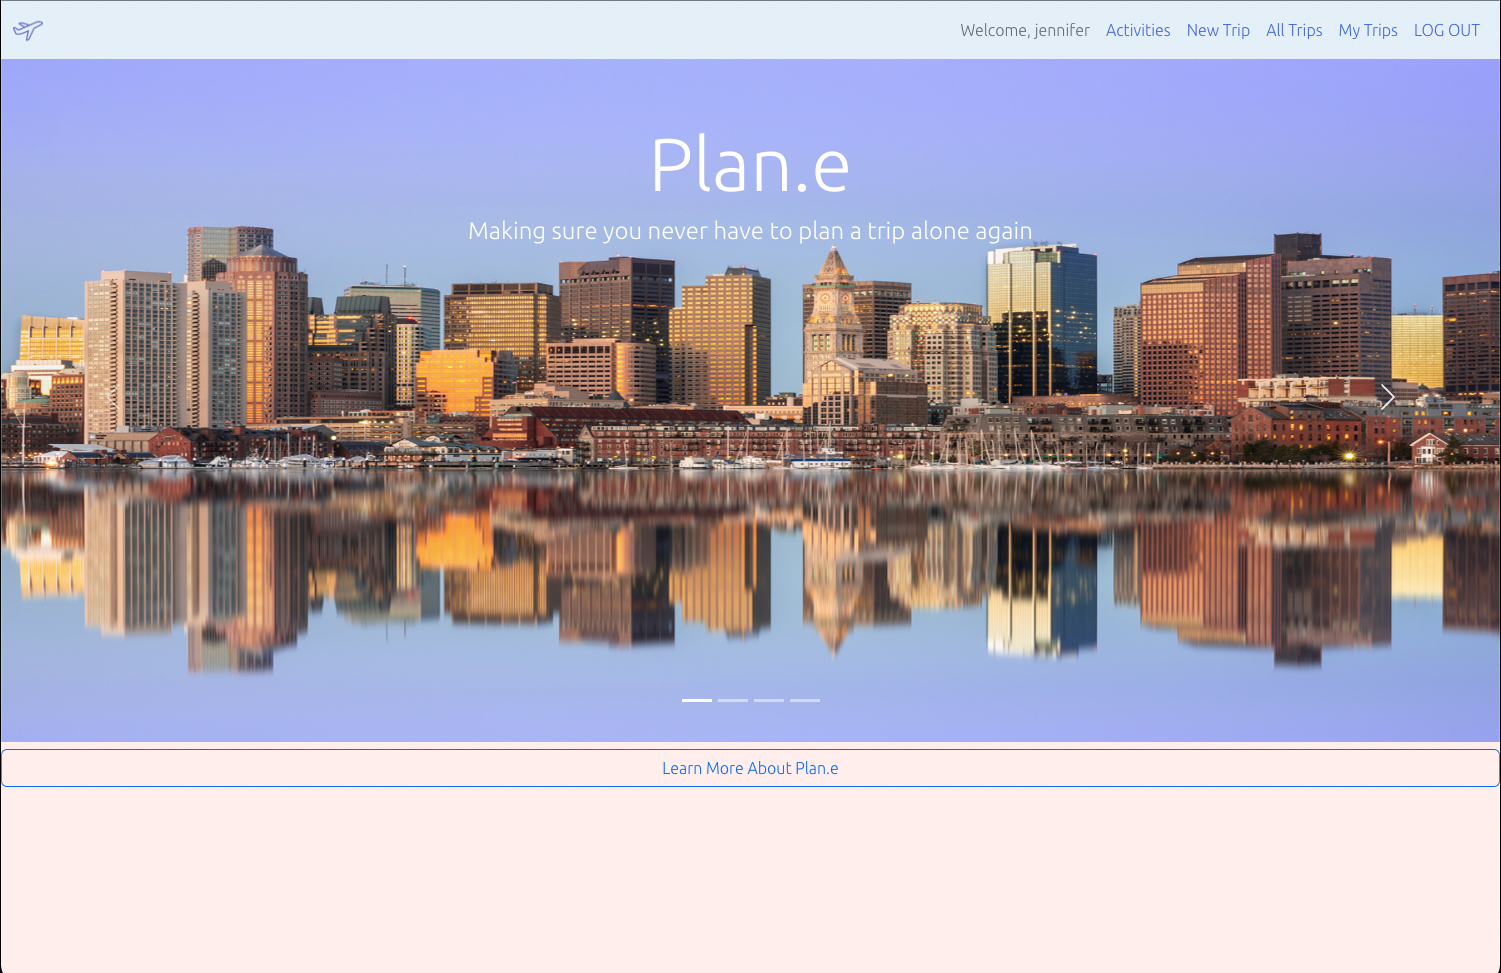 Welcome, jennifer Activities New Trip All Trips My Trips LOG OUT
Plan.e
Making sure you never have to plan a trip alone again
Learn More About Plan.e